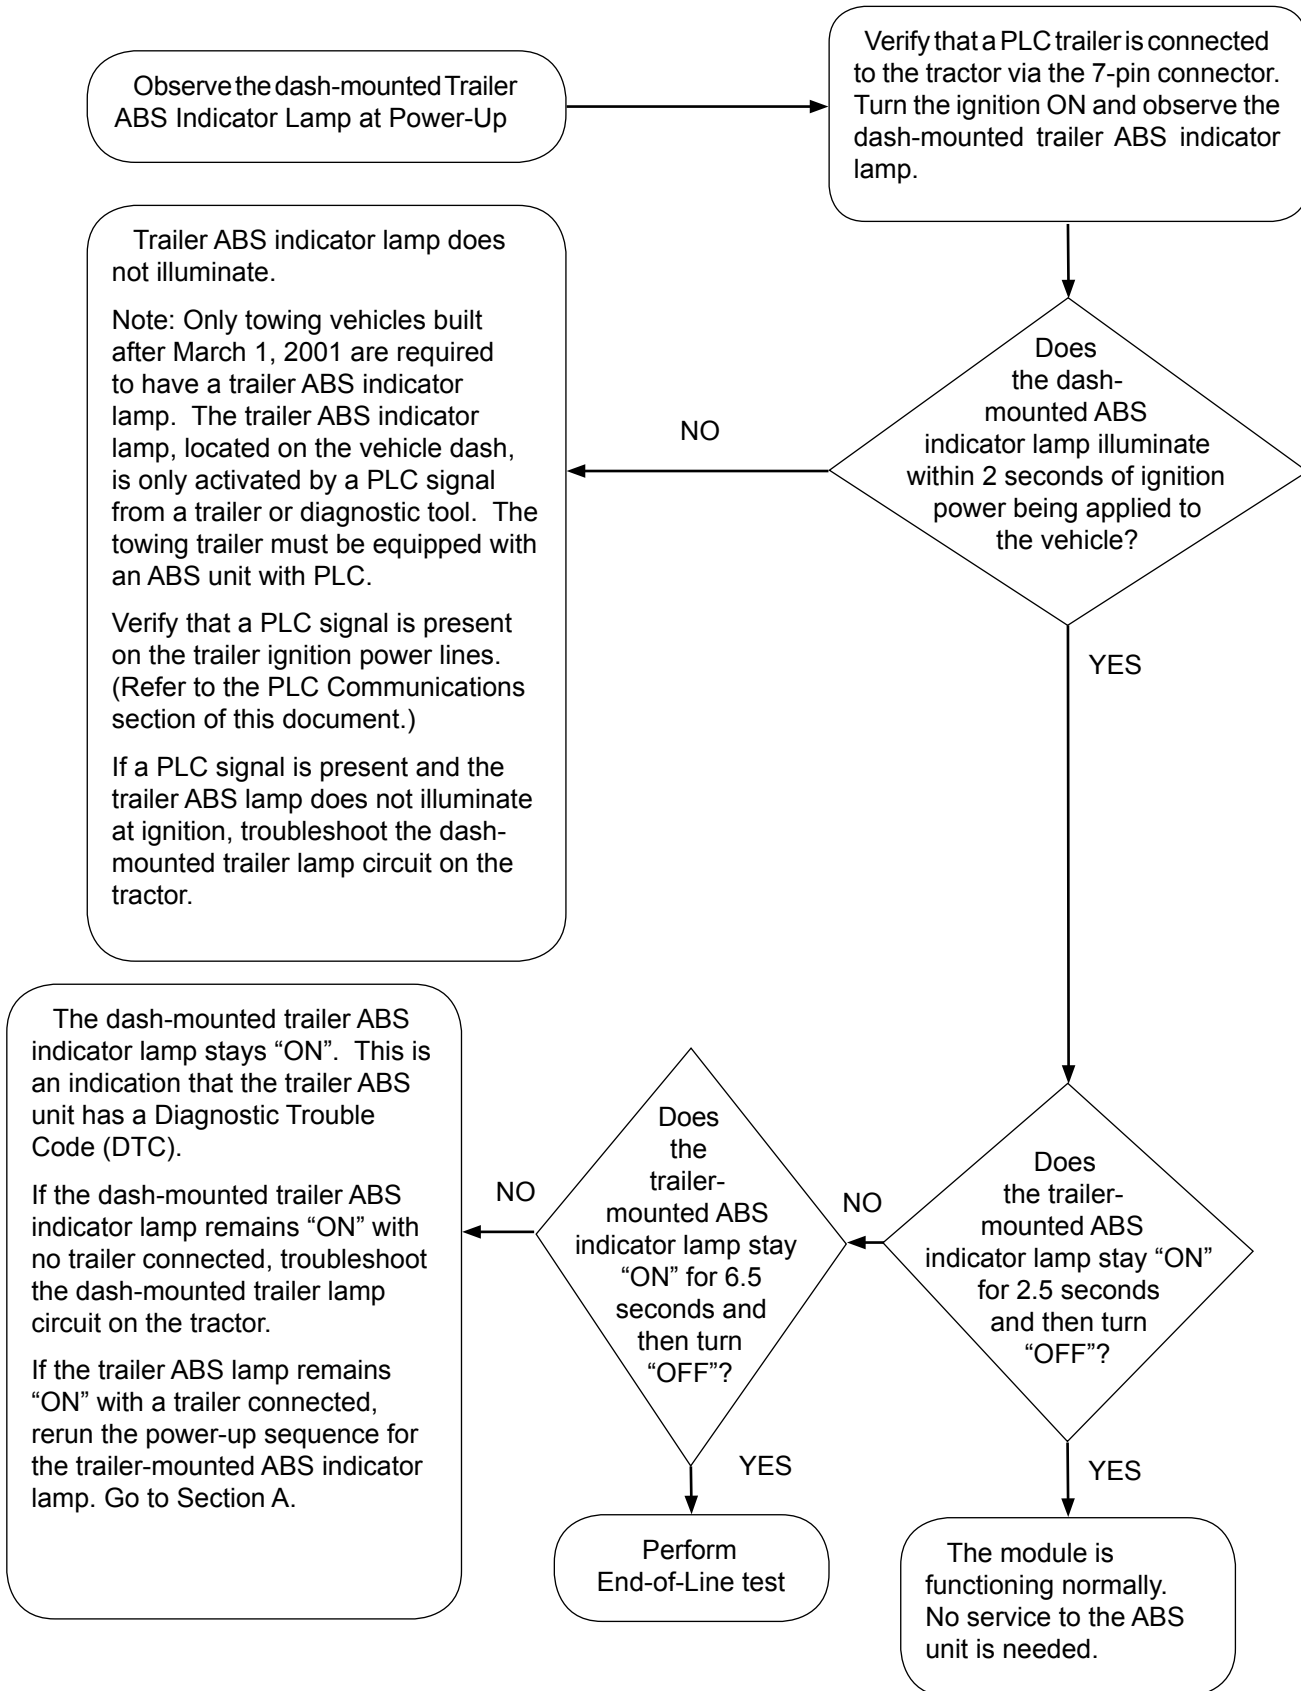 Observe the dash-mounted Trailer
ABS Indicator Lamp at Power-Up
Verify that a PLC trailer is connected
to the tractor via the 7-pin connector.
Turn the ignition ON and observe the
dash-mounted trailer ABS indicator
lamp.
Does
the dash-
mounted ABS
indicator lamp illuminate
within 2 seconds of ignition
power being applied to
the vehicle?
NO
Trailer ABS indicator lamp does
not illuminate.
Note: Only towing vehicles built
after March 1, 2001 are required
to have a trailer ABS indicator
lamp. The trailer ABS indicator
lamp, located on the vehicle dash,
is only activated by a PLC signal
from a trailer or diagnostic tool. The
towing trailer must be equipped with
an ABS unit with PLC.
Verify that a PLC signal is present
on the trailer ignition power lines.
(Refer to the PLC Communications
section of this document.)
If a PLC signal is present and the
trailer ABS lamp does not illuminate
at ignition, troubleshoot the dash-
mounted trailer lamp circuit on the
tractor.
YES
Does
the trailer-
mounted ABS
indicator lamp stay “ON”
for 2.5 seconds
and then turn
“OFF”?
NO
Does
the
trailer-
mounted ABS
indicator lamp stay
“ON” for 6.5
seconds and
then turn
“OFF”?
NO
The dash-mounted trailer ABS
indicator lamp stays “ON”. This is
an indication that the trailer ABS
unit has a Diagnostic Trouble
Code (DTC).
If the dash-mounted trailer ABS
indicator lamp remains “ON” with
no trailer connected, troubleshoot
the dash-mounted trailer lamp
circuit on the tractor.
If the trailer ABS lamp remains
“ON” with a trailer connected,
rerun the power-up sequence for
the trailer-mounted ABS indicator
lamp. Go to Section A.
YES
Perform
End-of-Line test
YES
The module is
functioning normally.
No service to the ABS
unit is needed.